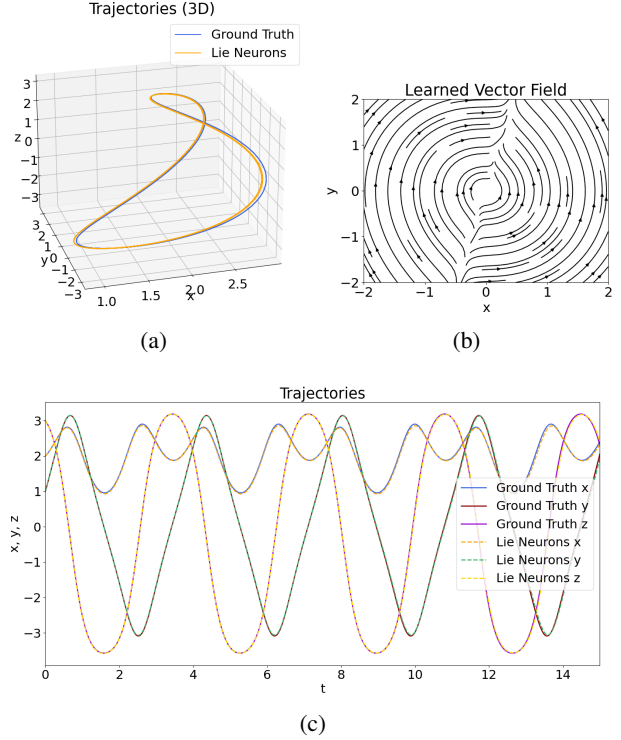 Trajectories (3D)
Ground Truth
Lie Neurons
3
2
1
0
−1
−2
−3
z
3
2
1
0
−1
−2
−3
y
1.0
1.5
2.0
2.5
x
(a)
Learned Vector Field
2
1
0
−1
−2
y
−2
−1
0
1
2
x
(b)
Trajectories
3
2
1
0
−1
−2
−3
x, y, z
Ground Truth x
Ground Truth y
Ground Truth z
Lie Neurons x
Lie Neurons y
Lie Neurons z
0
2
4
6
8
10
12
14
t
(c)